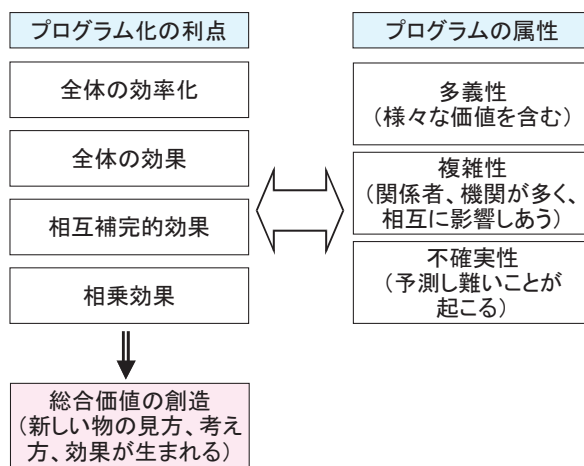 プログラム化の利点
全体の効率化
全体の効果
相互補完的効果
相乗効果
総合価値の創造
(新しい物の見方、考え
方、効果が生まれる)
プログラムの属性
多義性
(様々な価値を含む)
複雑性
(関係者、機関が多く、
相互に影響しあう)
不確実性
(予測し難いことが
起こる)